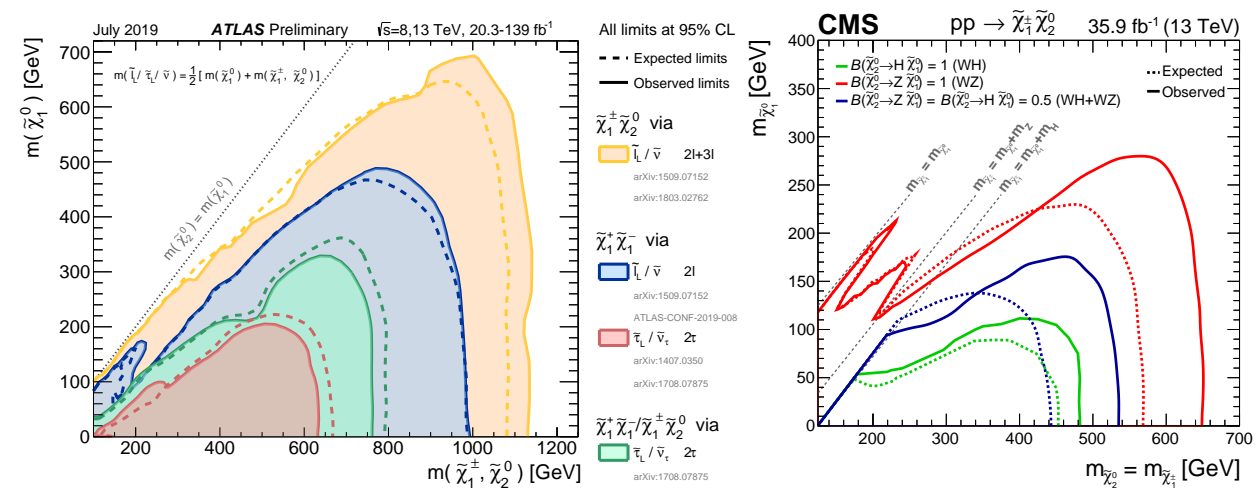 July 2019
ATLAS Preliminary
√s=8,13 TeV, 20.3-139 fb⁻¹
m(l̃_L/ τ̃_L/ ν̃) = ½[ m(χ̃₁⁰) + m(χ̃₁^±, χ̃₂⁰) ]
m(χ̃₂⁰) = m(χ̃₁⁰)
m(χ̃₁⁰) [GeV]
700
600
500
400
300
200
100
0
200 400 600 800 1000 1200
m(χ̃₁^±, χ̃₂⁰) [GeV]
All limits at 95% CL
Expected limits
Observed limits
χ̃₁^± χ̃₂⁰ via
l̃_L / ν̃ 2l+3l
arXiv:1509.07152
arXiv:1803.02762
χ̃₁⁺ χ̃₁⁻ via
l̃_L / ν̃ 2l
arXiv:1509.07152
ATLAS-CONF-2019-008
τ̃_L / ν̃_τ 2τ
arXiv:1407.0350
arXiv:1708.07875
χ̃₁⁺ χ̃₁⁻/χ̃₁^± χ̃₂⁰ via
τ̃_L / ν̃_τ 2τ
arXiv:1708.07875
CMS
pp → χ̃₁^± χ̃₂⁰
35.9 fb⁻¹ (13 TeV)
B(χ̃₂⁰→H χ̃₁⁰) = 1 (WH)
B(χ̃₂⁰→Z χ̃₁⁰) = 1 (WZ)
B(χ̃₂⁰→Z χ̃₁⁰) = B(χ̃₂⁰→H χ̃₁⁰) = 0.5 (WH+WZ)
Expected
Observed
m_χ̃₁^± = m_χ̃₁⁰
m_χ̃₁^± = m_χ̃₁⁰ + m_Z
m_χ̃₁^± = m_χ̃₁⁰ + m_H
m_χ̃₁⁰ [GeV]
400
350
300
250
200
150
100
50
0
200 300 400 500 600 700
m_χ̃₂⁰ = m_χ̃₁^± [GeV]